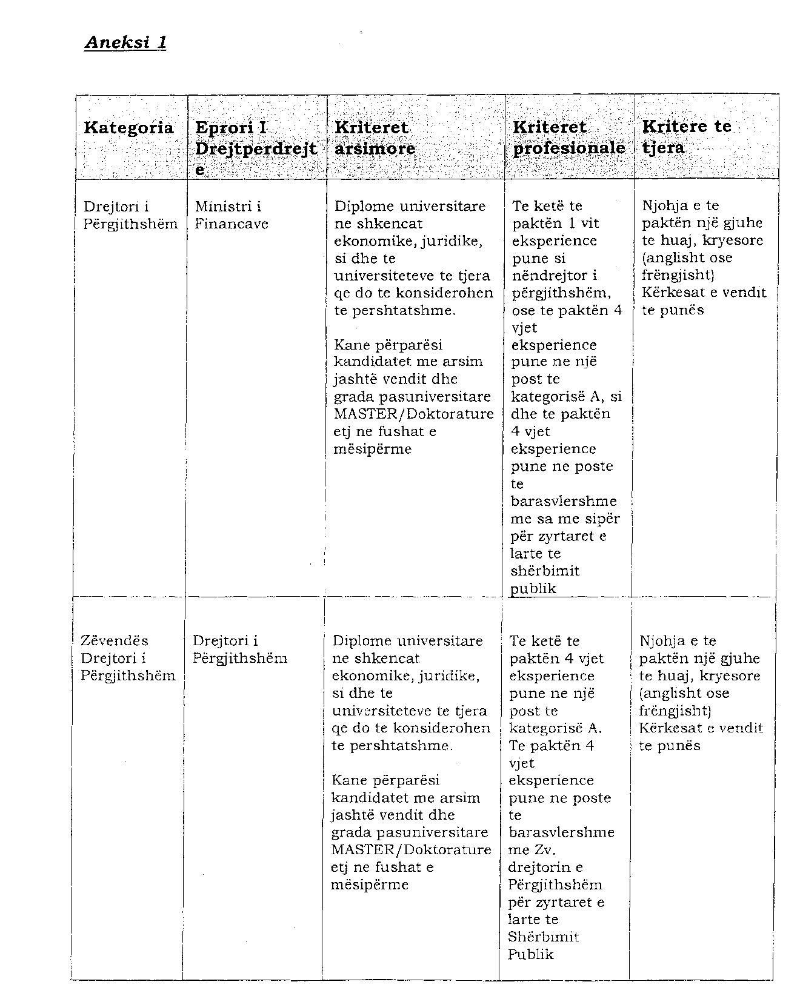 Aneksi 1
Kategoria
Eprori I
Drejtperdrejt
e
Kriteret
arsimore
Kriteret
profesionale
Kritere te
tjera
Drejtori i
Përgjithshëm
Ministri i
Financave
Diplome universitare
ne shkencat
ekonomike, juridike,
si dhe te
universiteteve te tjera
qe do te konsiderohen
te pershtatshme.
Kane përparësi
kandidatet me arsim
jashtë vendit dhe
grada pasuniversitare
MASTER/Doktorature
etj ne fushat e
mësipërme
Te ketë te
paktën 1 vit
eksperience
pune si
nëndrejtor i
përgjithshëm,
ose te paktën 4
vjet
eksperience
pune ne një
post te
kategorisë A, si
dhe te paktën
4 vjet
eksperience
pune ne poste
te
barasvlershme
me sa me sipër
për zyrtaret e
larte te
shërbimit
publik
Njohja e te
paktën një gjuhe
te huaj, kryesore
(anglisht ose
frëngjisht)
Kërkesat e vendit
te punës
Zëvendës
Drejtori i
Përgjithshëm
Drejtori i
Përgjithshëm
Diplome universitare
ne shkencat
ekonomike, juridike,
si dhe te
universiteteve te tjera
qe do te konsiderohen
te pershtatshme.
Kane përparësi
kandidatet me arsim
jashtë vendit dhe
grada pasuniversitare
MASTER/Doktorature
etj ne fushat e
mësipërme
Te ketë te
paktën 4 vjet
eksperience
pune ne një
post te
kategorisë A.
Te paktën 4
vjet
eksperience
pune ne poste
te
barasvlershme
me Zv.
drejtorin e
Përgjithshëm
për zyrtaret e
larte te
Shërbimit
Publik
Njohja e te
paktën një gjuhe
te huaj, kryesore
(anglisht ose
frëngjisht)
Kërkesat e vendit
te punës